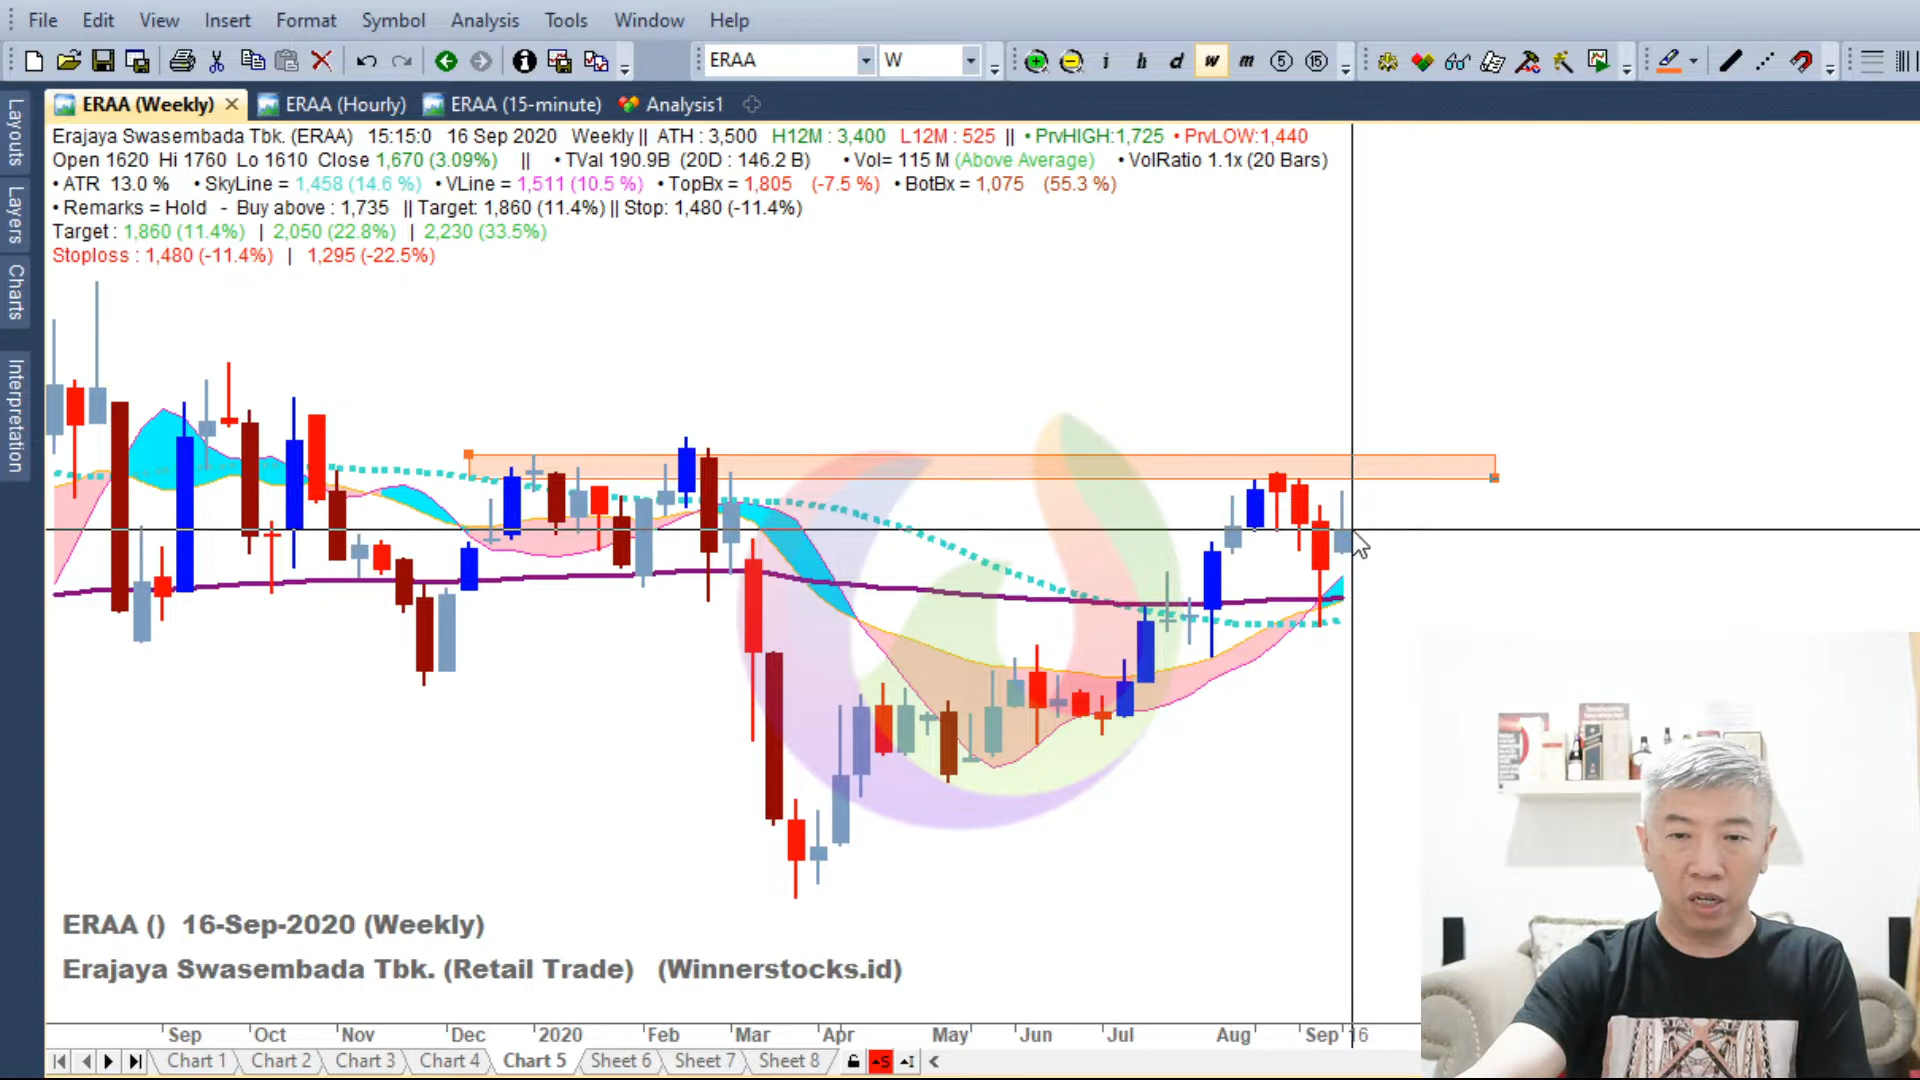 File Edit View Insert Format Symbol Analysis Tools Window Help
ERAA W i h d w m 5 15
ERAA (Weekly) ERAA (Hourly) ERAA (15-minute) Analysis1
Layouts
Layers
Charts
Interpretation
Erajaya Swasembada Tbk. (ERAA) 15:15:0 16 Sep 2020 Weekly || ATH : 3,500 H12M : 3,400 L12M : 525 || • PrvHIGH:1,725 • PrvLOW:1,440
Open 1620 Hi 1760 Lo 1610 Close 1,670 (3.09%) || • TVal 190.9B (20D : 146.2 B) • Vol= 115 M (Above Average) • VolRatio 1.1x (20 Bars)
• ATR 13.0 % • SkyLine = 1,458 (14.6 %) • VLine = 1,511 (10.5 %) • TopBx = 1,805 (-7.5 %) • BotBx = 1,075 (55.3 %)
• Remarks = Hold - Buy above : 1,735 || Target: 1,860 (11.4%) || Stop: 1,480 (-11.4%)
Target : 1,860 (11.4%) | 2,050 (22.8%) | 2,230 (33.5%)
Stoploss : 1,480 (-11.4%) | 1,295 (-22.5%)
ERAA () 16-Sep-2020 (Weekly)
Erajaya Swasembada Tbk. (Retail Trade) (Winnerstocks.id)
Sep Oct Nov Dec 2020 Feb Mar Apr May Jun Jul Aug Sep 16
Chart 1 Chart 2 Chart 3 Chart 4 Chart 5 Sheet 6 Sheet 7 Sheet 8